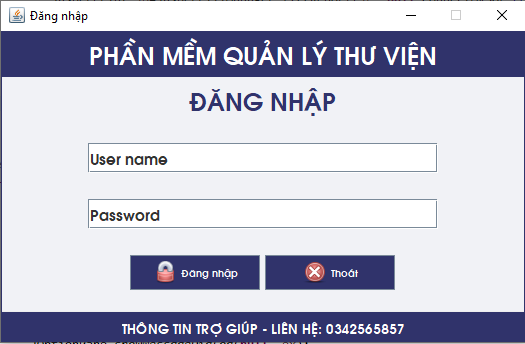 Đăng nhập
PHẦN MỀM QUẢN LÝ THƯ VIỆN
ĐĂNG NHẬP
User name
Password
Đăng nhập
Thoát
THÔNG TIN TRỢ GIÚP - LIÊN HỆ: 0342565857